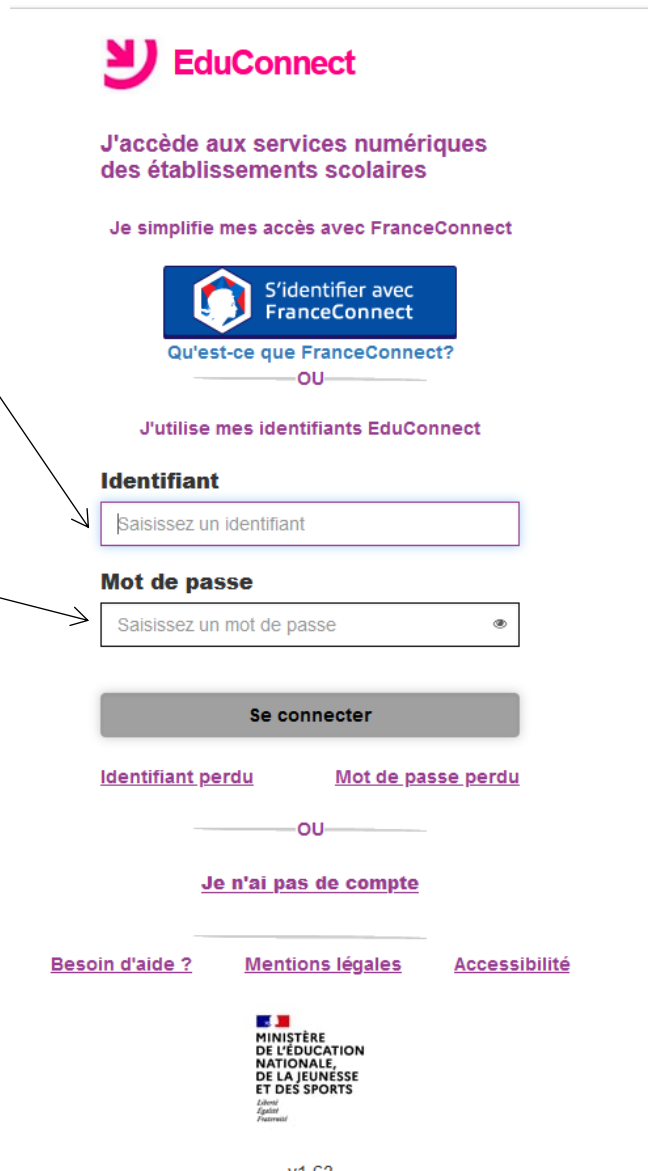 EduConnect
J'accède aux services numériques
des établissements scolaires
Je simplifie mes accès avec FranceConnect
S'identifier avec
FranceConnect
Qu'est-ce que FranceConnect?
OU
J'utilise mes identifiants EduConnect
Identifiant
Saisissez un identifiant
Mot de passe
Saisissez un mot de passe
Se connecter
Identifiant perdu Mot de passe perdu
OU
Je n'ai pas de compte
Besoin d'aide ? Mentions légales Accessibilité
MINISTÈRE
DE L'ÉDUCATION
NATIONALE,
DE LA JEUNESSE
ET DES SPORTS
Liberté
Égalité
Fraternité